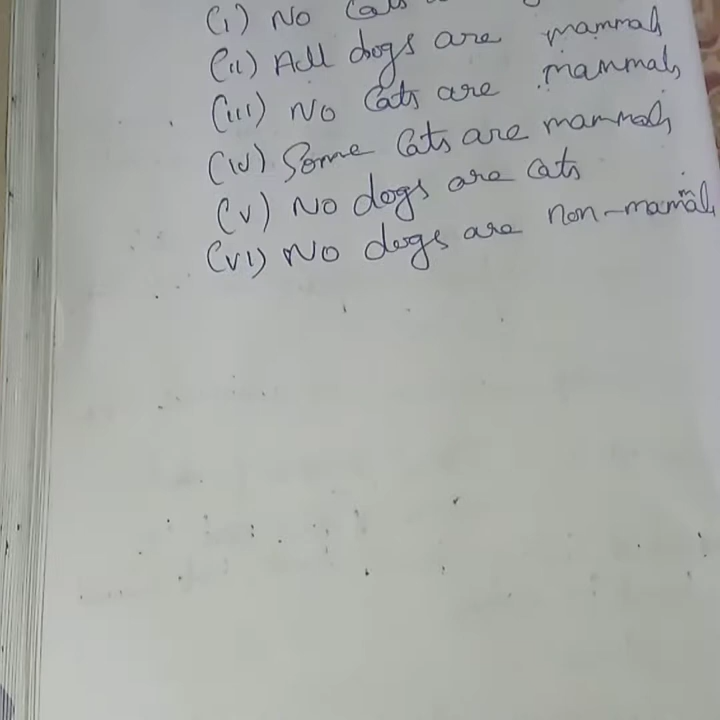 (i) No Cats
(ii) All dogs are mammals
(iii) No Cats are mammals
(iv) Some Cats are mammals
(v) No dogs are cats
(vi) No dogs are non-mammals